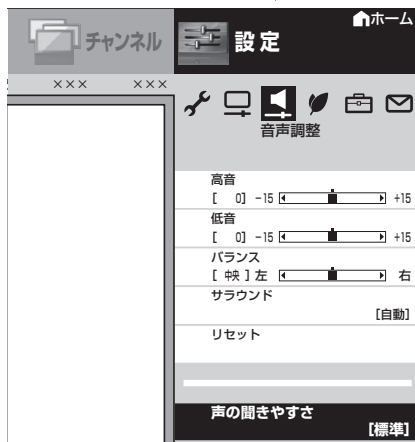 チャンネル
設定
ホーム
××× ×××
音声調整
高音
[ 0] -15 +15
低音
[ 0] -15 +15
バランス
[ 中央 ] 左 右
サラウンド
[自動]
リセット
声の聞きやすさ
[標準]